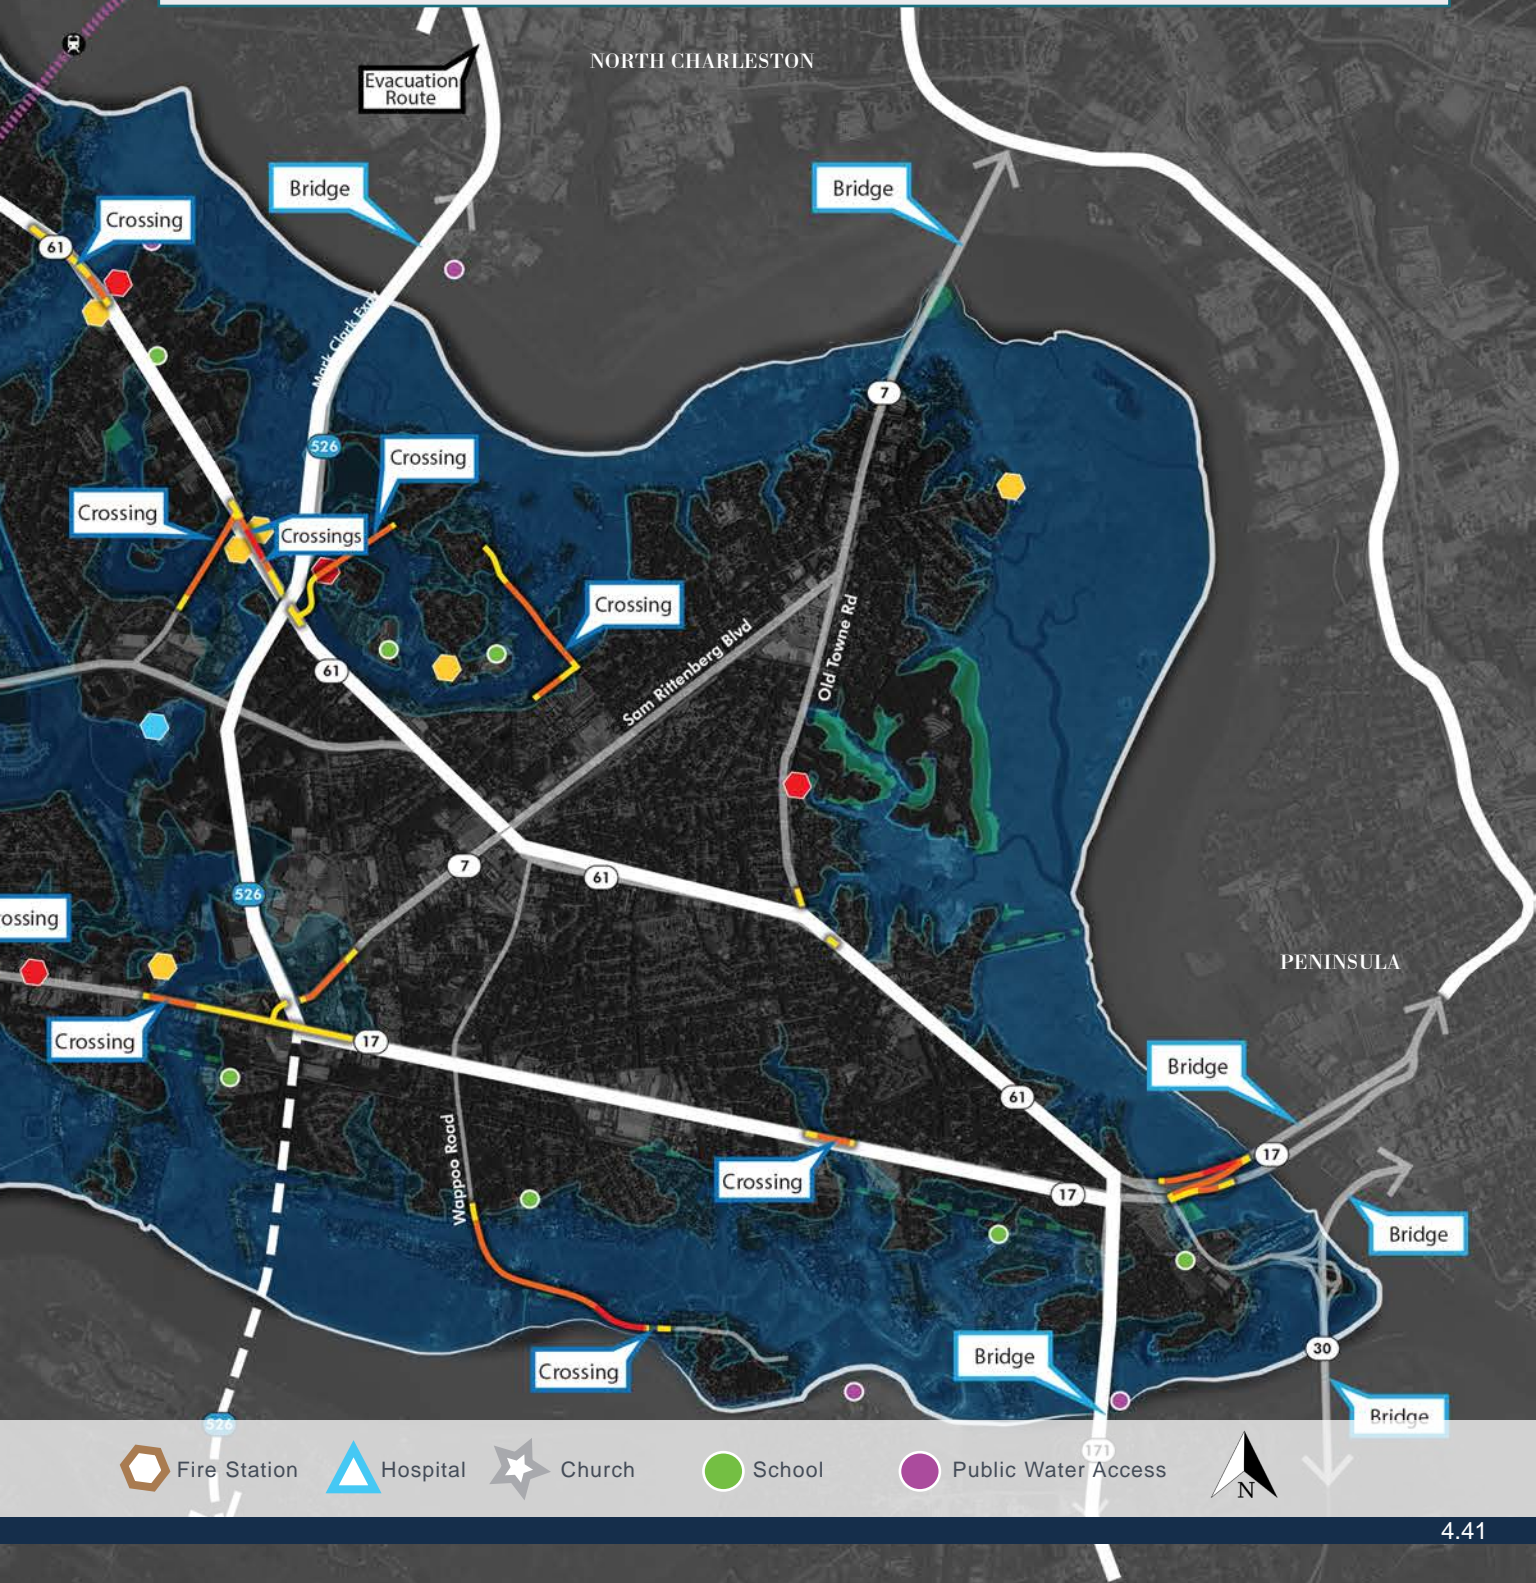 NORTH CHARLESTON
Evacuation
Route
Bridge
Bridge
Crossing
61
Mark Clark Expy
7
526
Crossing
Crossing
Crossings
Crossing
Old Towne Rd
Sam Rittenberg Blvd
61
7
61
526
ossing
PENINSULA
Crossing
17
Bridge
61
Wappoo Road
17
Crossing
17
Bridge
Bridge
30
Crossing
Bridge
526
171
Fire Station
Hospital
Church
School
Public Water Access
N
4.41